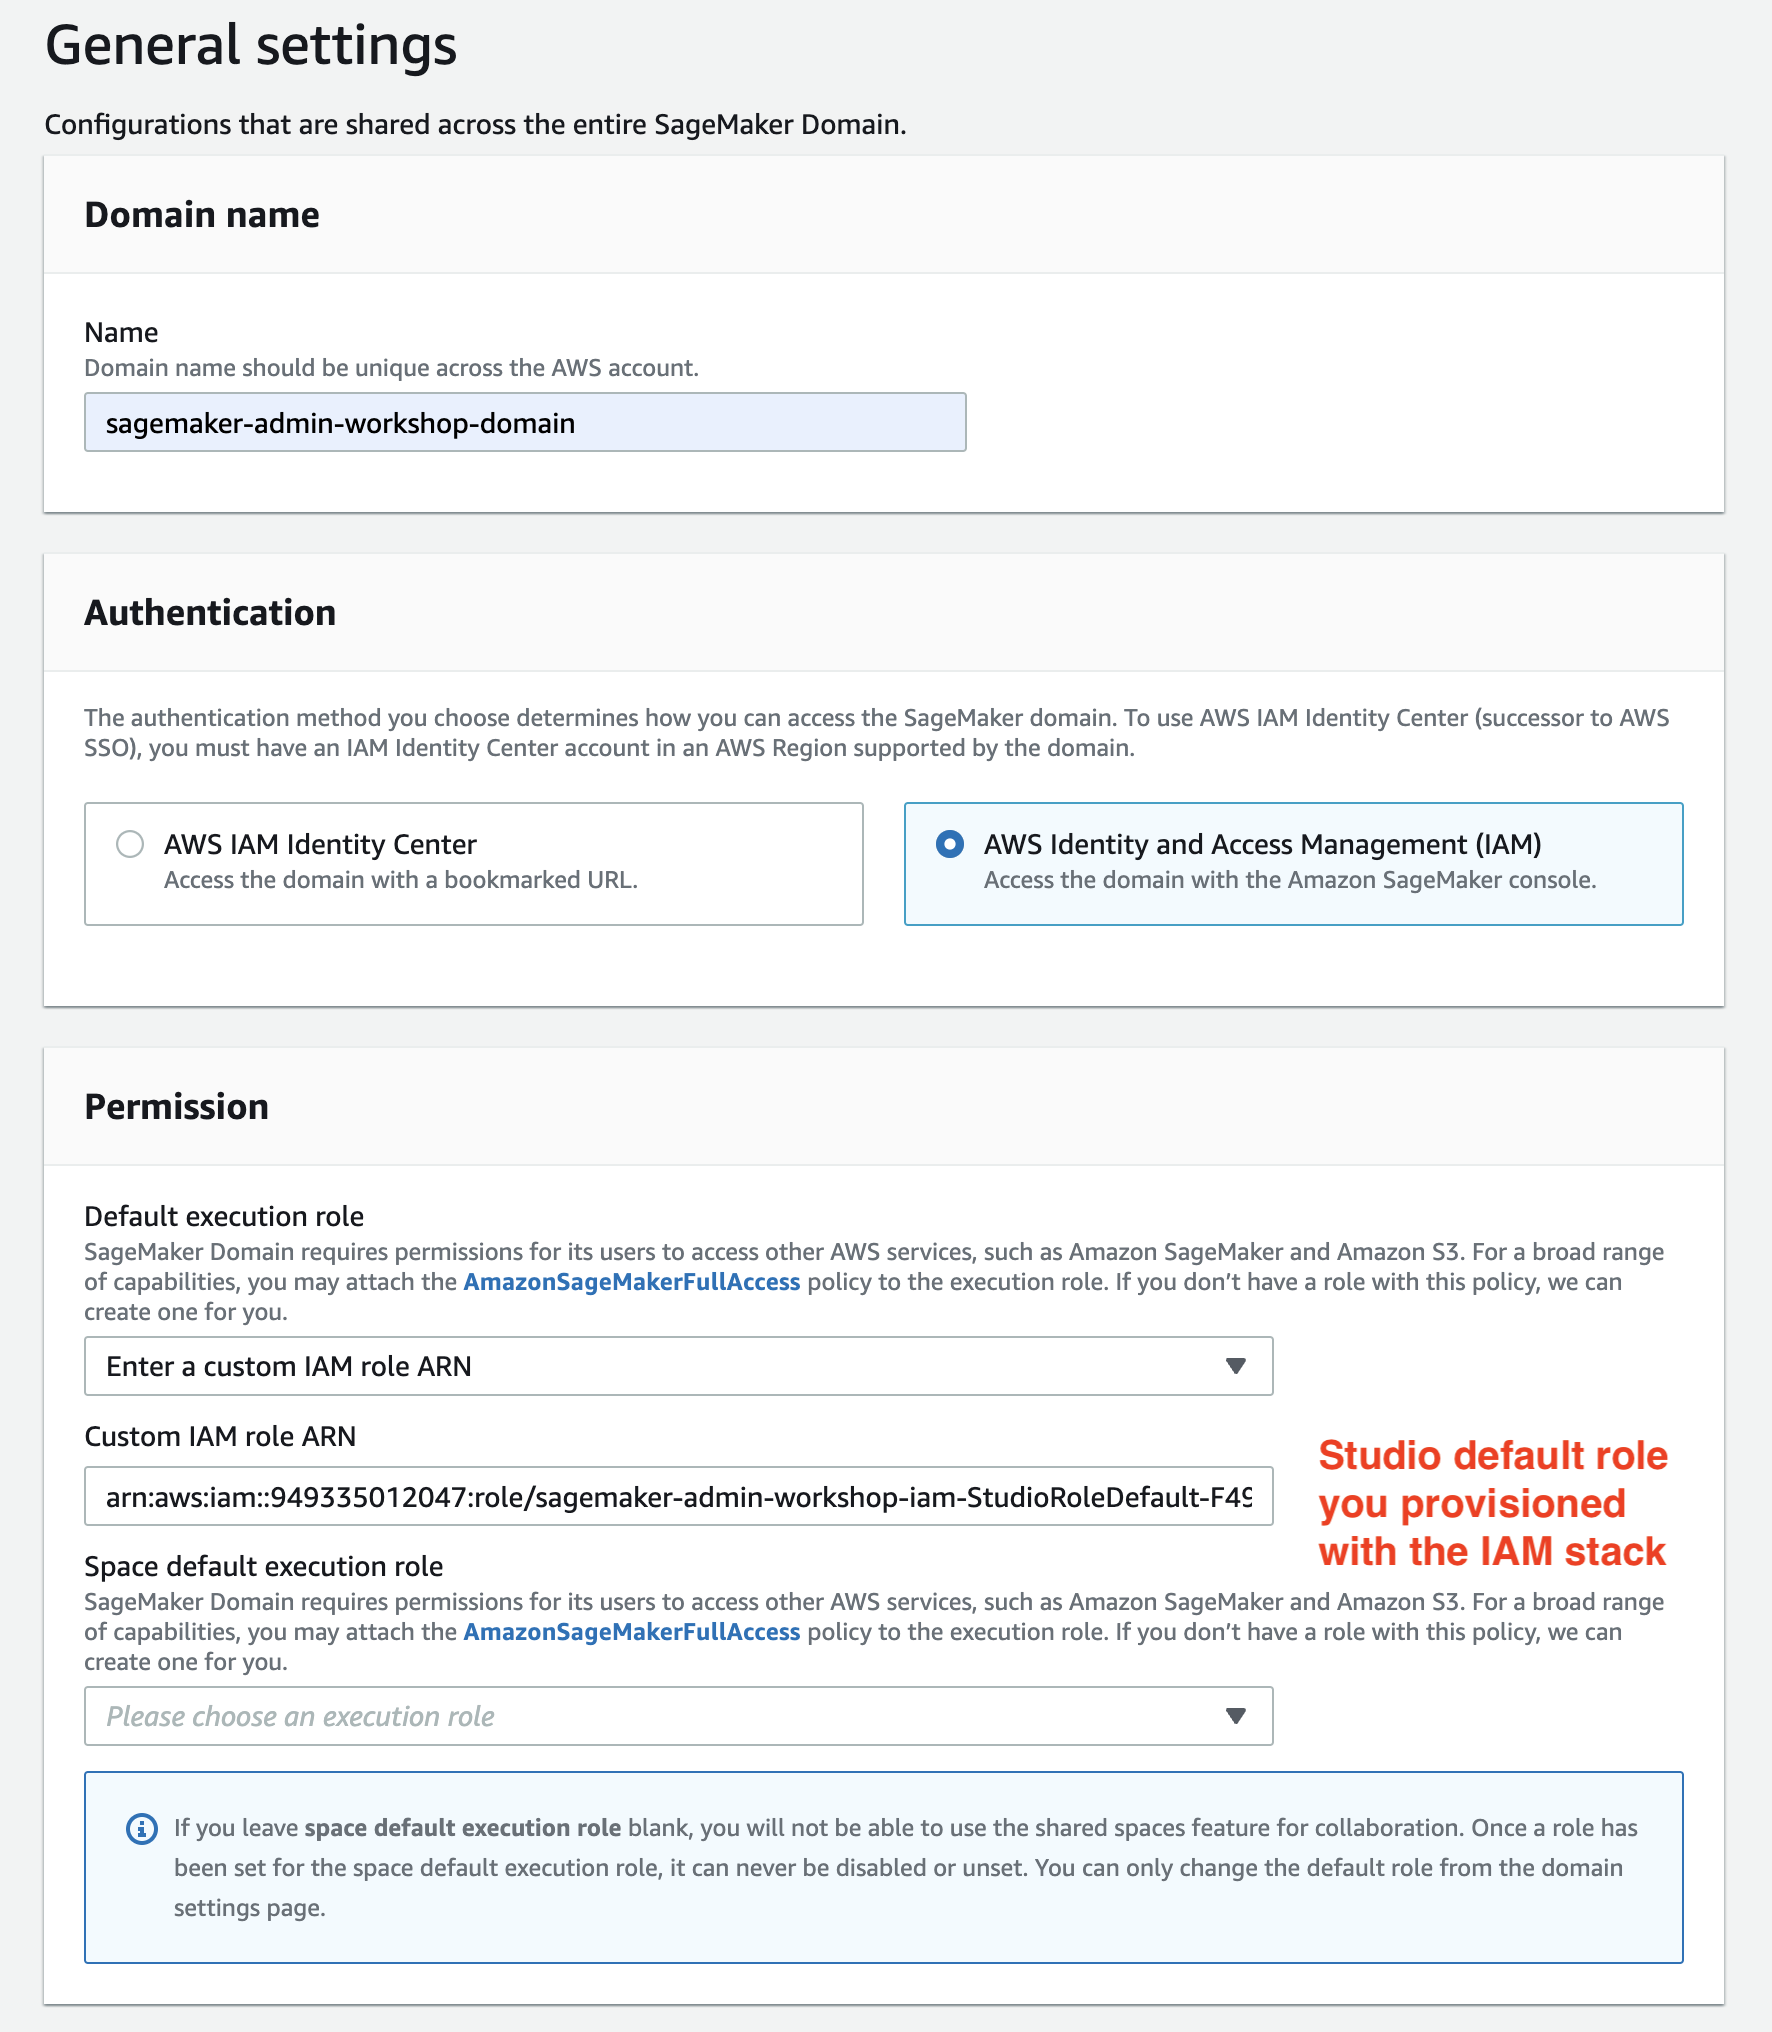 General settings
Configurations that are shared across the entire SageMaker Domain.
Domain name
Name
Domain name should be unique across the AWS account.
sagemaker-admin-workshop-domain
Authentication
The authentication method you choose determines how you can access the SageMaker domain. To use AWS IAM Identity Center (successor to AWS
SSO), you must have an IAM Identity Center account in an AWS Region supported by the domain.
AWS IAM Identity Center
Access the domain with a bookmarked URL.
AWS Identity and Access Management (IAM)
Access the domain with the Amazon SageMaker console.
Permission
Default execution role
SageMaker Domain requires permissions for its users to access other AWS services, such as Amazon SageMaker and Amazon S3. For a broad range
of capabilities, you may attach the AmazonSageMakerFullAccess policy to the execution role. If you don’t have a role with this policy, we can
create one for you.
Enter a custom IAM role ARN
Custom IAM role ARN
arn:aws:iam::949335012047:role/sagemaker-admin-workshop-iam-StudioRoleDefault-F49
Studio default role
you provisioned
with the IAM stack
Space default execution role
SageMaker Domain requires permissions for its users to access other AWS services, such as Amazon SageMaker and Amazon S3. For a broad range
of capabilities, you may attach the AmazonSageMakerFullAccess policy to the execution role. If you don’t have a role with this policy, we can
create one for you.
Please choose an execution role
If you leave space default execution role blank, you will not be able to use the shared spaces feature for collaboration. Once a role has
been set for the space default execution role, it can never be disabled or unset. You can only change the default role from the domain
settings page.